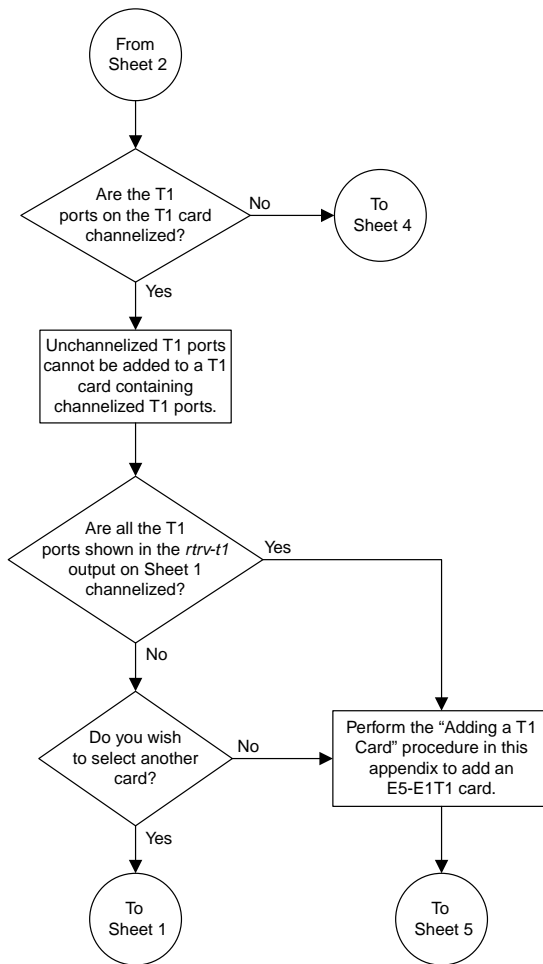 From
Sheet 2
Are the T1
ports on the T1 card
channelized?
No
To
Sheet 4
Yes
Unchannelized T1 ports
cannot be added to a T1
card containing
channelized T1 ports.
Are all the T1
ports shown in the rtrv-t1
output on Sheet 1
channelized?
Yes
No
Do you wish
to select another
card?
No
Perform the “Adding a T1
Card” procedure in this
appendix to add an
E5-E1T1 card.
Yes
To
Sheet 1
To
Sheet 5